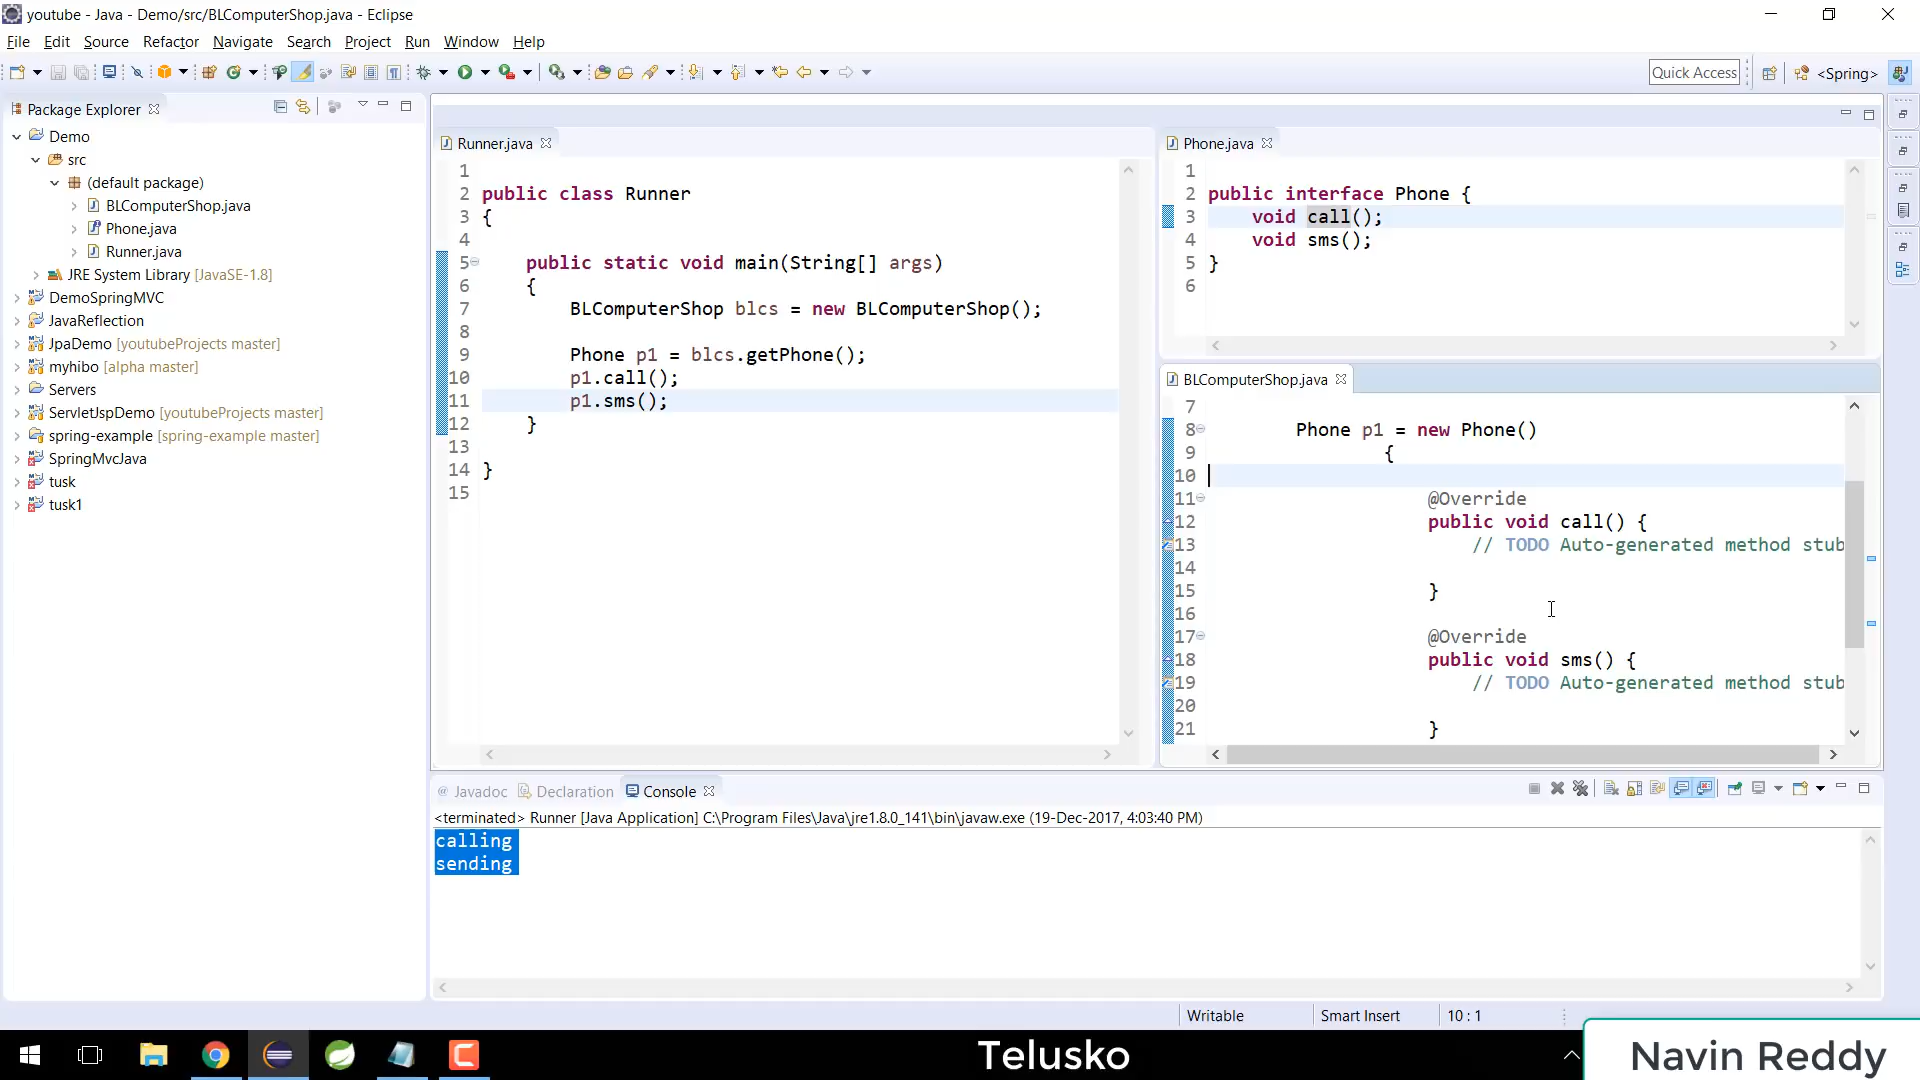 youtube - Java - Demo/src/BLComputerShop.java - Eclipse
File Edit Source Refactor Navigate Search Project Run Window Help
Quick Access <Spring>
Package Explorer
Demo
src
(default package)
BLComputerShop.java
Phone.java
Runner.java
JRE System Library [JavaSE-1.8]
DemoSpringMVC
JavaReflection
JpaDemo [youtubeProjects master]
myhibo [alpha master]
Servers
ServletJspDemo [youtubeProjects master]
spring-example [spring-example master]
SpringMvcJava
tusk
tusk1
Runner.java
1
2 public class Runner
3 {
4
5 public static void main(String[] args)
6 {
7 BLComputerShop blcs = new BLComputerShop();
8
9 Phone p1 = blcs.getPhone();
10 p1.call();
11 p1.sms();
12 }
13
14 }
15
Phone.java
1
2 public interface Phone {
3 void call();
4 void sms();
5 }
6
BLComputerShop.java
7
8 Phone p1 = new Phone()
9 {
10
11 @Override
12 public void call() {
13 // TODO Auto-generated method stub
14
15 }
16
17 @Override
18 public void sms() {
19 // TODO Auto-generated method stub
20
21 }
@ Javadoc Declaration Console
<terminated> Runner [Java Application] C:\Program Files\Java\jre1.8.0_141\bin\javaw.exe (19-Dec-2017, 4:03:40 PM)
calling
sending
Writable Smart Insert 10 : 1
Telusko
Navin Reddy